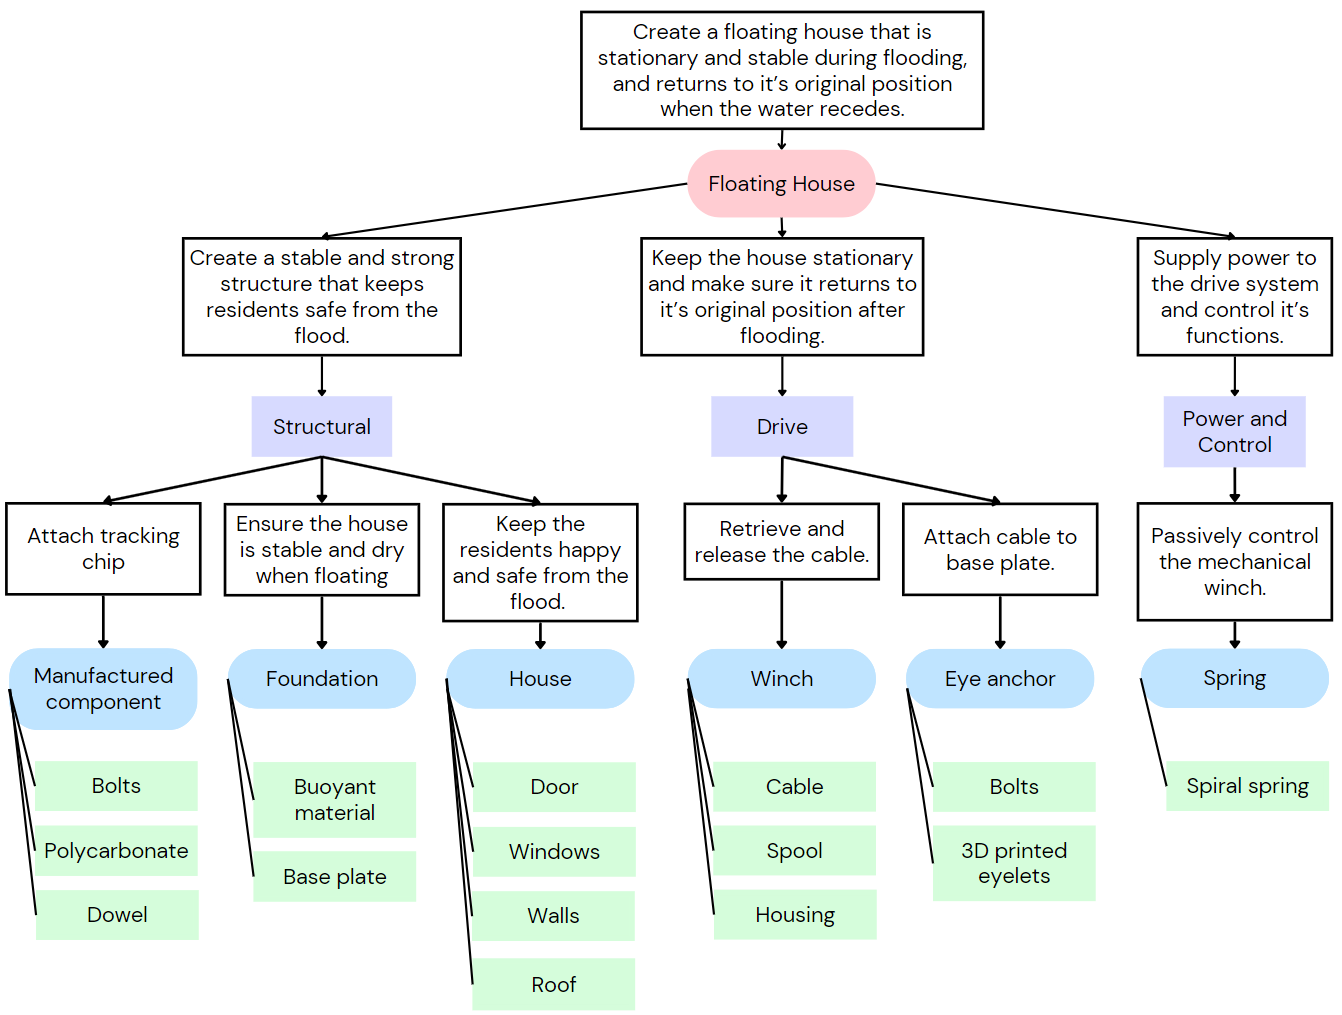 Create a floating house that is
stationary and stable during flooding,
and returns to it's original position
when the water recedes.
Floating House
Create a stable and strong
structure that keeps
residents safe from the
flood.
Keep the house stationary
and make sure it returns to
it's original position after
flooding.
Supply power to
the drive system
and control it's
functions.
Structural
Drive
Power and
Control
Attach tracking
chip
Ensure the house
is stable and dry
when floating
Keep the
residents happy
and safe from the
flood.
Retrieve and
release the cable.
Attach cable to
base plate.
Passively control
the mechanical
winch.
Manufactured
component
Foundation
House
Winch
Eye anchor
Spring
Bolts
Polycarbonate
Dowel
Buoyant
material
Base plate
Door
Windows
Walls
Roof
Cable
Spool
Housing
Bolts
3D printed
eyelets
Spiral spring